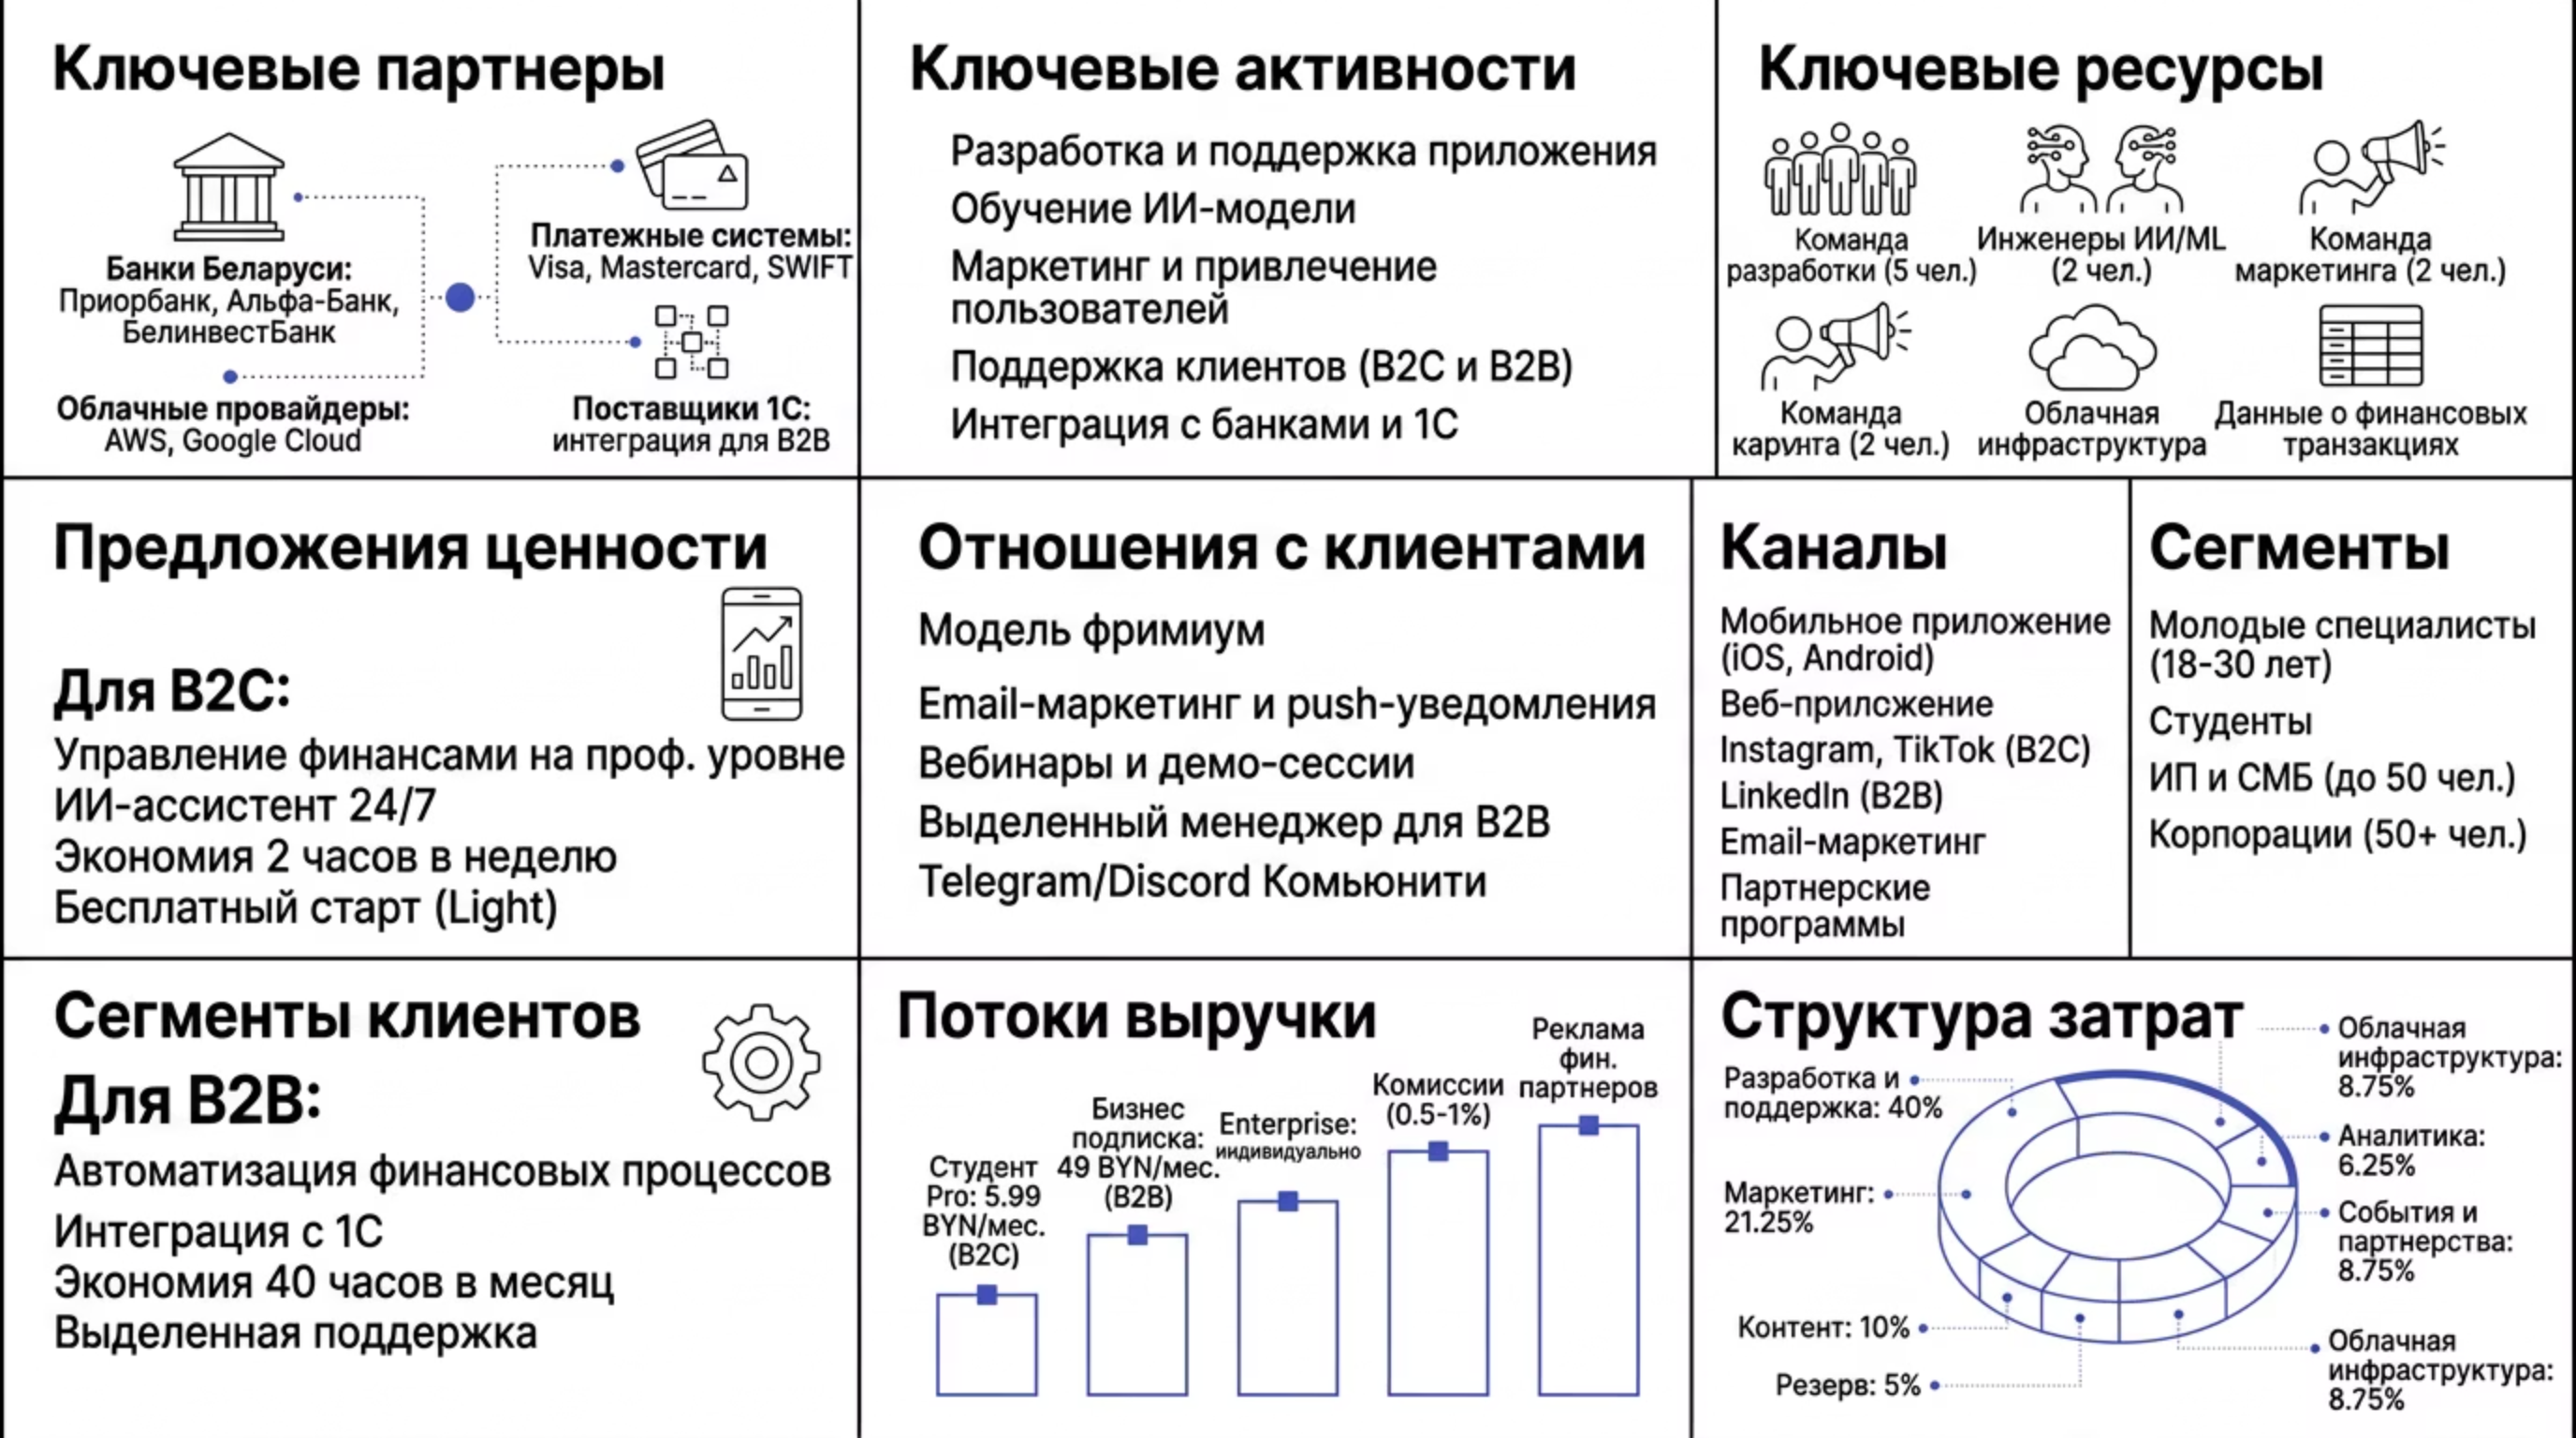 Ключевые партнеры
Банки Беларуси:
Приорбанк, Альфа-Банк,
БелинвестБанк
Платежные системы:
Visa, Mastercard, SWIFT
Облачные провайдеры:
AWS, Google Cloud
Поставщики 1С:
интеграция для B2B
Ключевые активности
Разработка и поддержка приложения
Обучение ИИ-модели
Маркетинг и привлечение
пользователей
Поддержка клиентов (B2C и B2B)
Интеграция с банками и 1С
Ключевые ресурсы
Команда
разработки (5 чел.)
Инженеры ИИ/ML
(2 чел.)
Команда
маркетинга (2 чел.)
Команда
(2 чел.)
Облачная
инфраструктура
Данные о финансовых
транзакциях
Предложения ценности
Для B2C:
Управление финансами на проф. уровне
ИИ-ассистент 24/7
Экономия 2 часов в неделю
Бесплатный старт (Light)
Отношения с клиентами
Модель фримиум
Email-маркетинг и push-уведомления
Вебинары и демо-сессии
Выделенный менеджер для B2B
Telegram/Discord Комьюнити
Каналы
Мобильное приложение
(iOS, Android)
Веб-приложение
Instagram, TikTok (B2C)
LinkedIn (B2B)
Email-маркетинг
Партнерские
программы
Сегменты
Молодые специалисты
(18-30 лет)
Студенты
ИП и СМБ (до 50 чел.)
Корпорации (50+ чел.)
Сегменты клиентов
Для B2B:
Автоматизация финансовых процессов
Интеграция с 1С
Экономия 40 часов в месяц
Выделенная поддержка
Потоки выручки
Студент
Pro: 5.99
BYN/мес.
(B2C)
Бизнес
подписка:
49 BYN/мес.
(B2B)
Enterprise:
индивидуально
Комиссии
(0.5-1%)
Реклама
фин.
партнеров
Структура затрат
Разработка и
поддержка: 40%
Маркетинг:
21.25%
Контент: 10%
Резерв: 5%
Облачная
инфраструктура:
8.75%
Аналитика:
6.25%
События и
партнерства:
8.75%
Облачная
инфраструктура:
8.75%